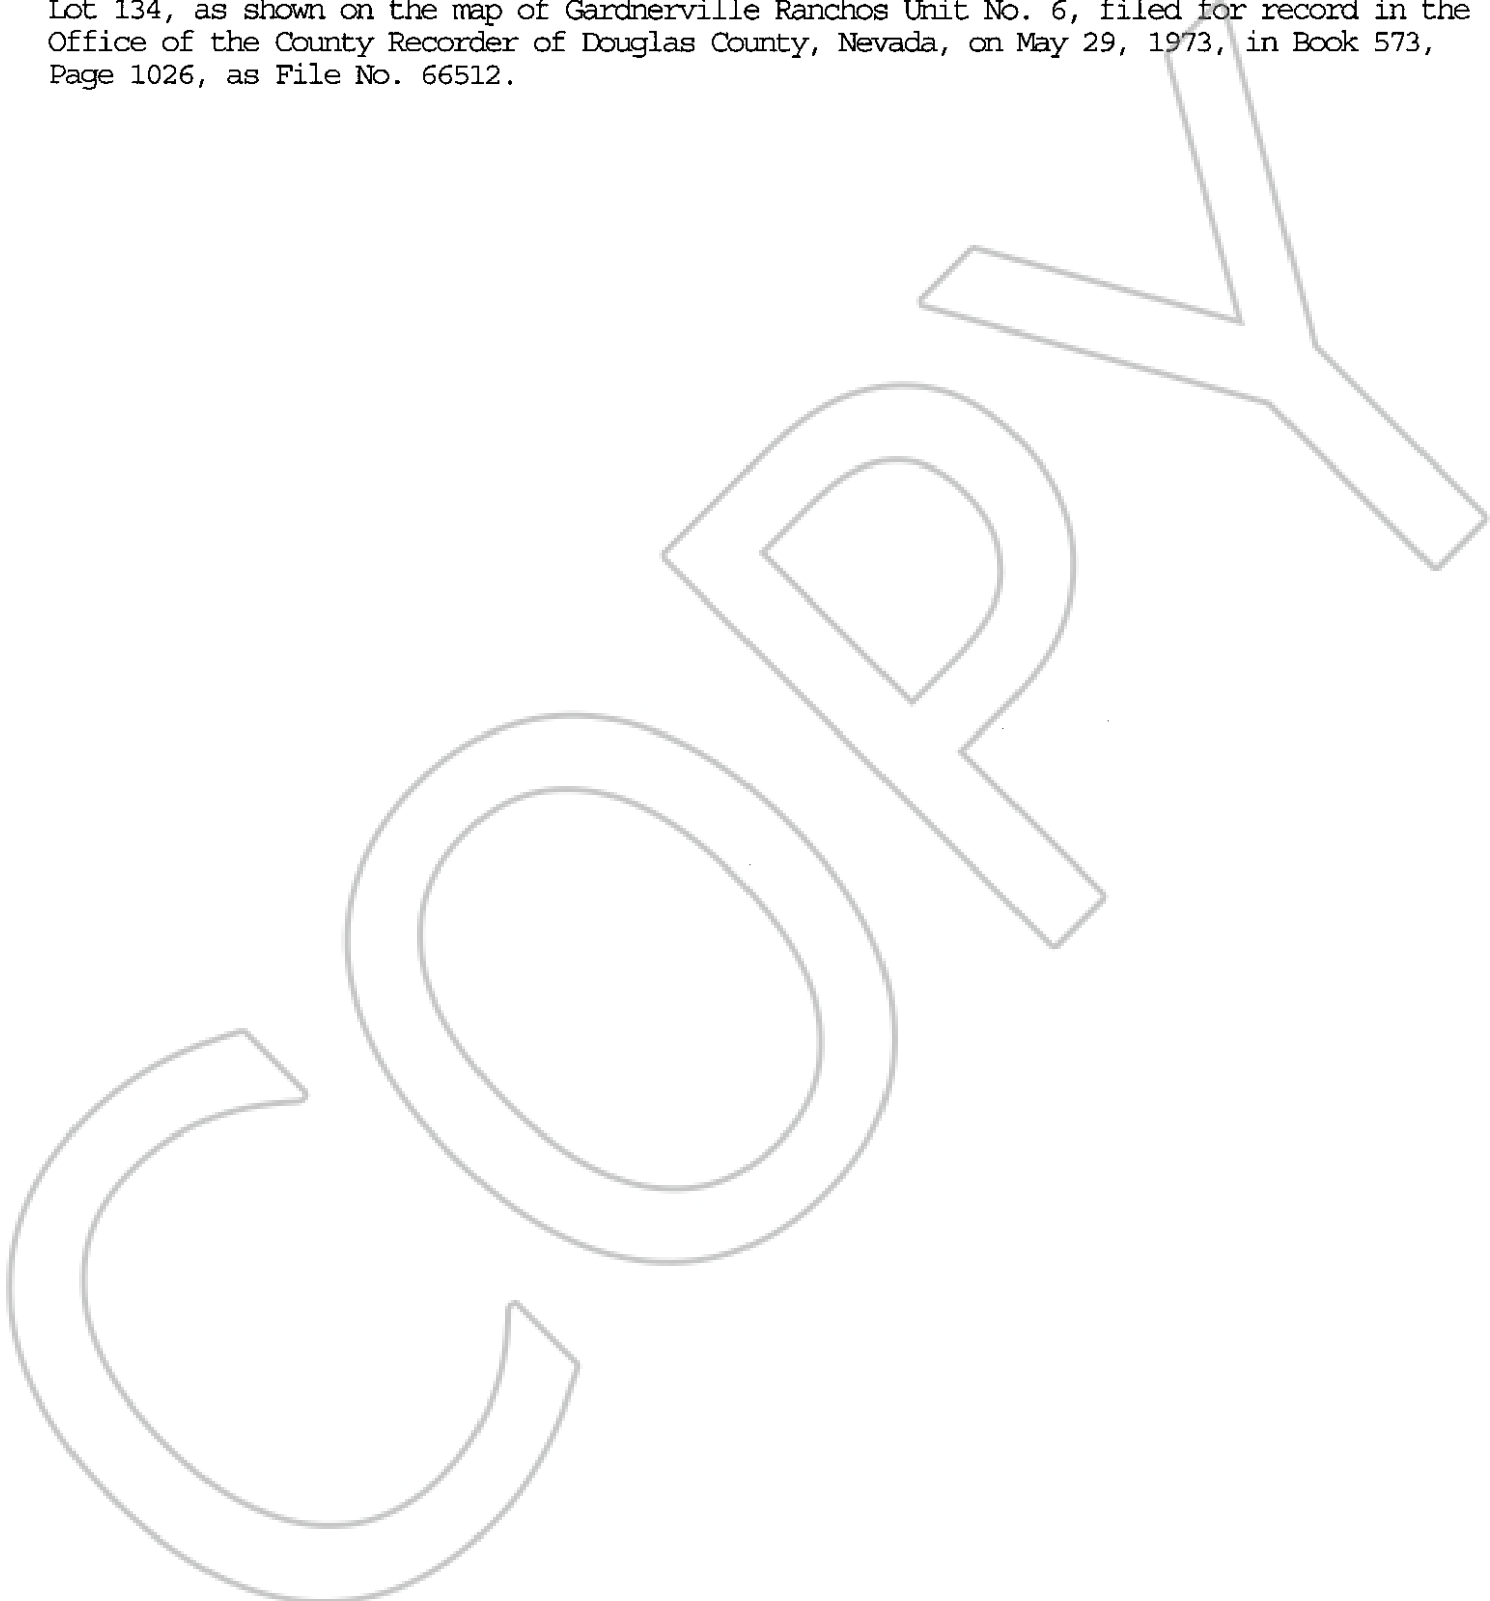 Lot 134, as shown on the map of Gardnerville Ranchos Unit No. 6, filed for record in the
Office of the County Recorder of Douglas County, Nevada, on May 29, 1973, in Book 573,
Page 1026, as File No. 66512.
COPY